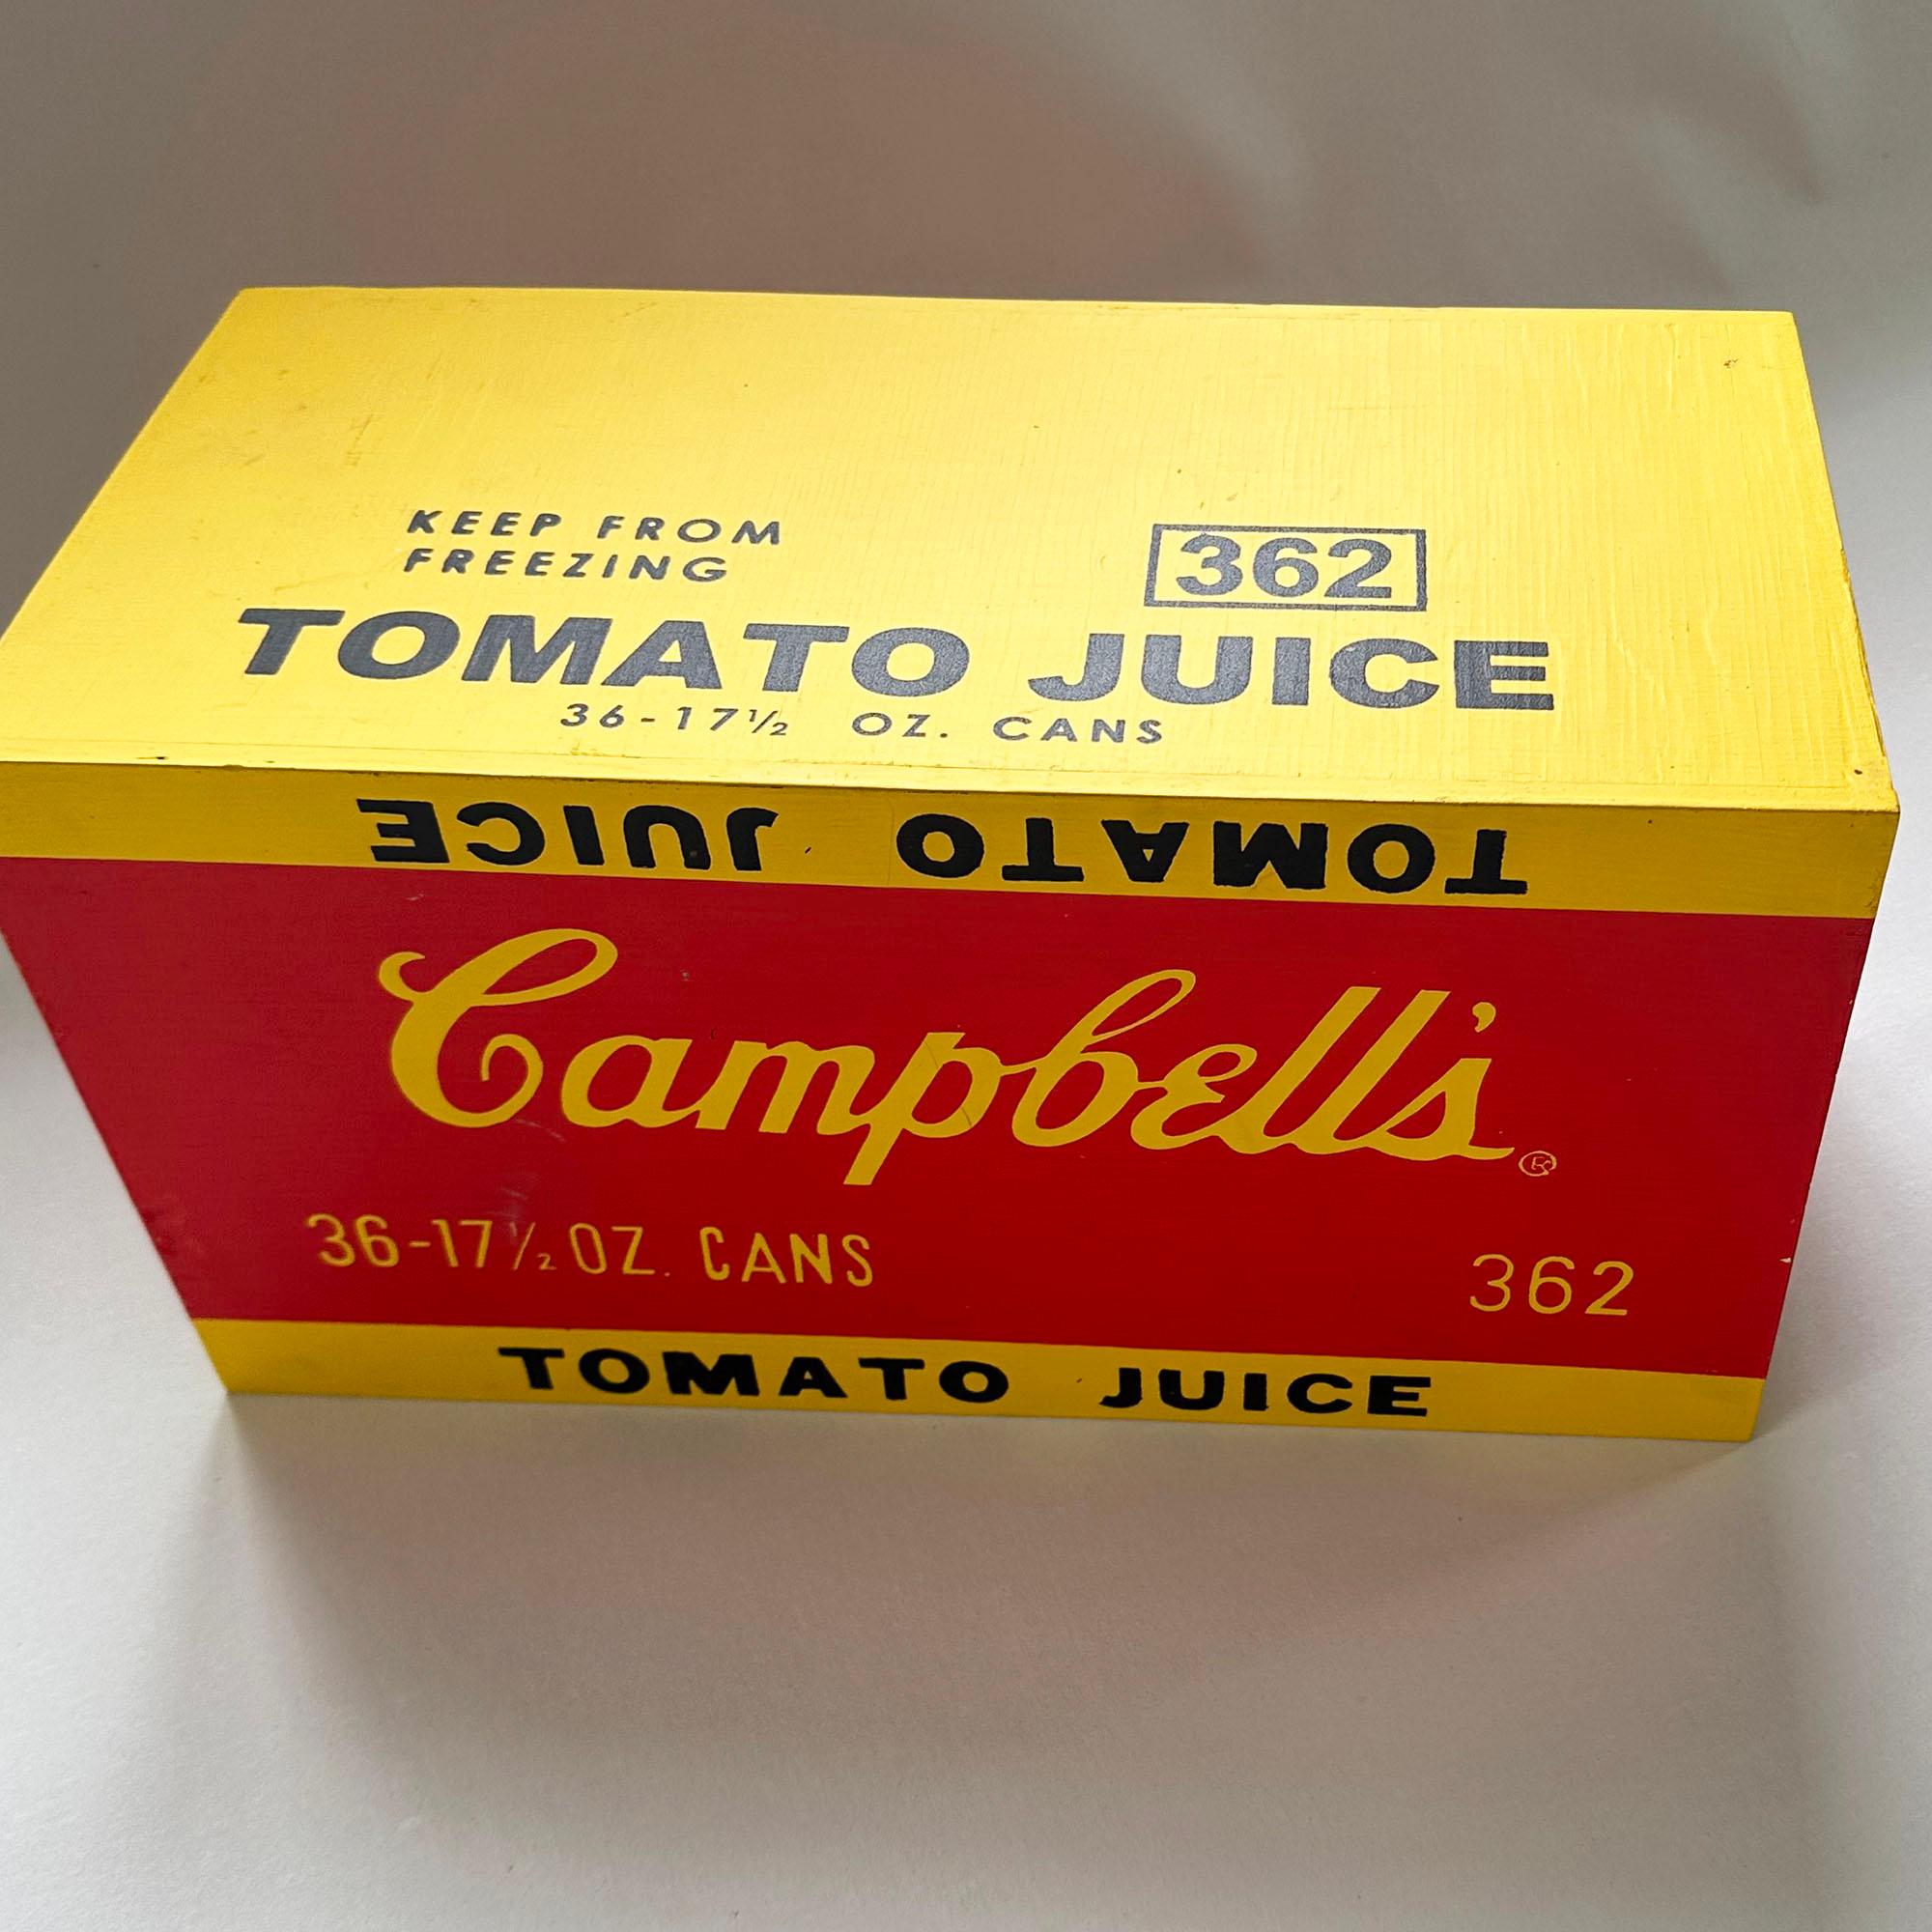 KEEP FROM
FREEZING
362
TOMATO JUICE
36-17½ OZ. CANS
TOMATO JUICE
Campbell's®
36-17½ OZ. CANS
362
TOMATO JUICE